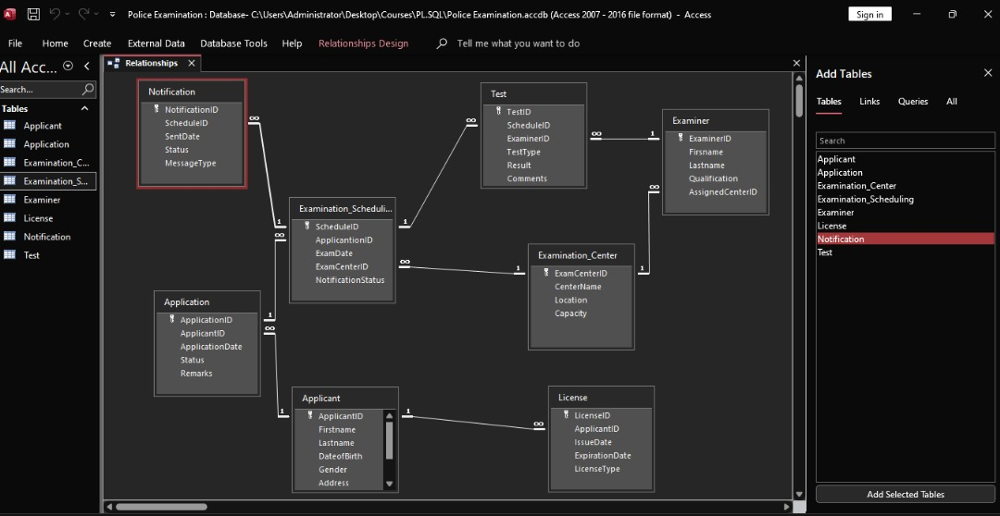 Police Examination : Database- C:\Users\Administrator\Desktop\Courses\PL.SQL\Police Examination.accdb (Access 2007 - 2016 file format) - Access
Sign in
File Home Create External Data Database Tools Help Relationships Design Tell me what you want to do
All Acc...
Search...
Tables
Applicant
Application
Examination_C...
Examination_S...
Examiner
License
Notification
Test
Relationships
Notification
NotificationID
ScheduleID
SentDate
Status
MessageType
∞
1
Test
TestID
ScheduleID
ExaminerID
TestType
Result
Comments
∞
1
∞
1
Examiner
ExaminerID
Firsname
Lastname
Qualification
AssignedCenterID
∞
1
Examination_Scheduli...
ScheduleID
ApplicantionID
ExamDate
ExamCenterID
NotificationStatus
∞
1
∞
1
Examination_Center
ExamCenterID
CenterName
Location
Capacity
Application
ApplicationID
ApplicantID
ApplicationDate
Status
Remarks
∞
1
Applicant
ApplicantID
Firstname
Lastname
DateofBirth
Gender
Address
1
∞
License
LicenseID
ApplicantID
IssueDate
ExpirationDate
LicenseType
Add Tables
Tables Links Queries All
Search
Applicant
Application
Examination_Center
Examination_Scheduling
Examiner
License
Notification
Test
Add Selected Tables